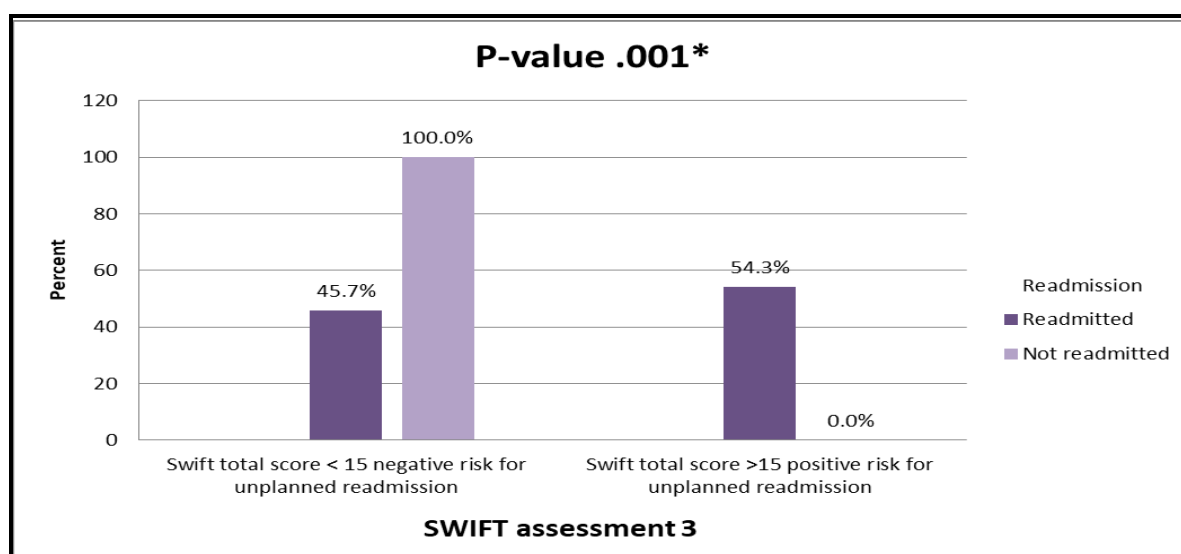 P-value .001*
120
100
80
60
40
20
0
Percent
45.7%
100.0%
54.3%
0.0%
Swift total score < 15 negative risk for
unplanned readmission
Swift total score >15 positive risk for
unplanned readmission
SWIFT assessment 3
Readmission
Readmitted
Not readmitted